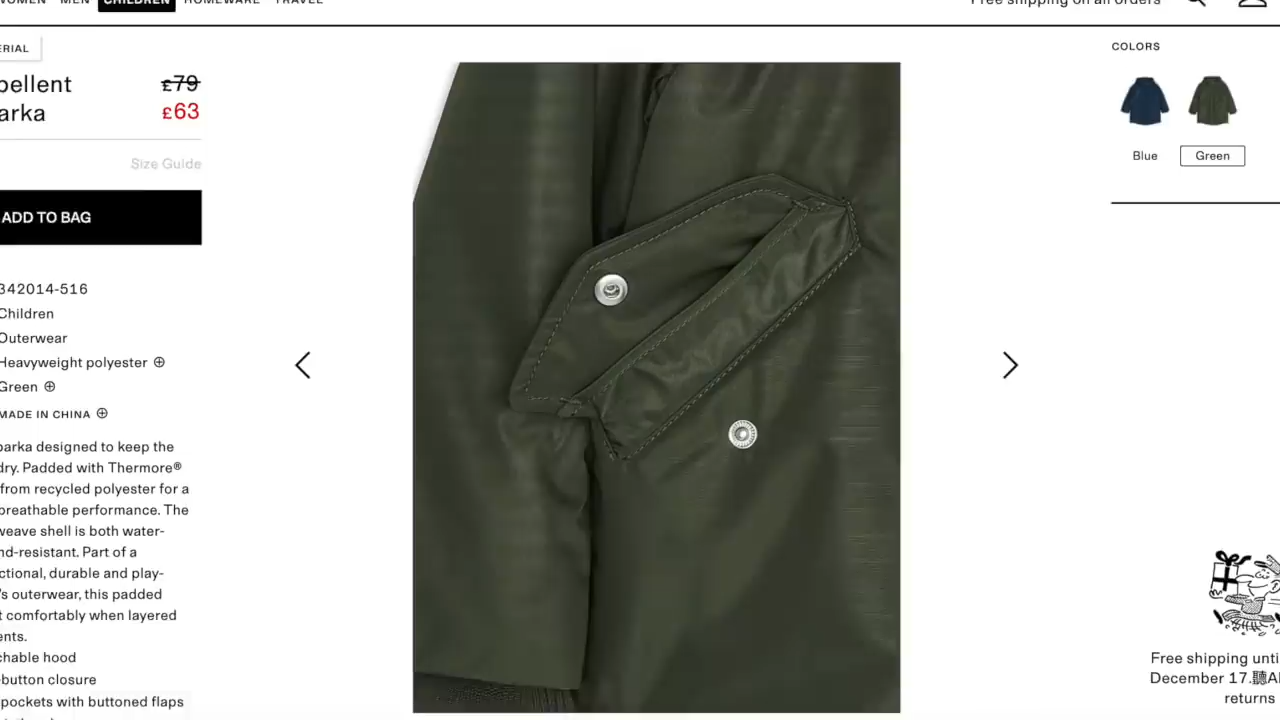 WOMEN MEN CHILDREN HOMEWARE TRAVEL
Free shipping on all orders
ERIAL
pellent
arka
£79
£63
Size Guide
ADD TO BAG
342014-516
Children
Outerwear
Heavyweight polyester
Green
MADE IN CHINA
parka designed to keep the
dry. Padded with Thermore®
from recycled polyester for a
breathable performance. The
weave shell is both water-
nd-resistant. Part of a
ctional, durable and play-
's outerwear, this padded
t comfortably when layered
ents.
chable hood
-button closure
pockets with buttoned flaps
COLORS
Blue
Green
Free shipping unti
December 17.聽Al
returns